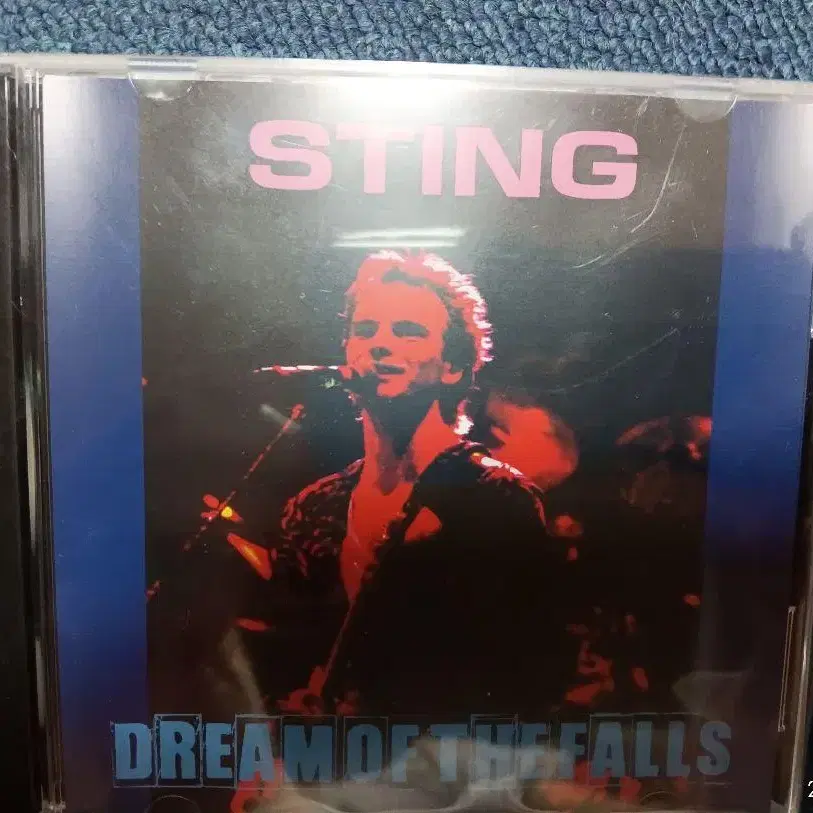 STING
DREAM OF THE FALLS